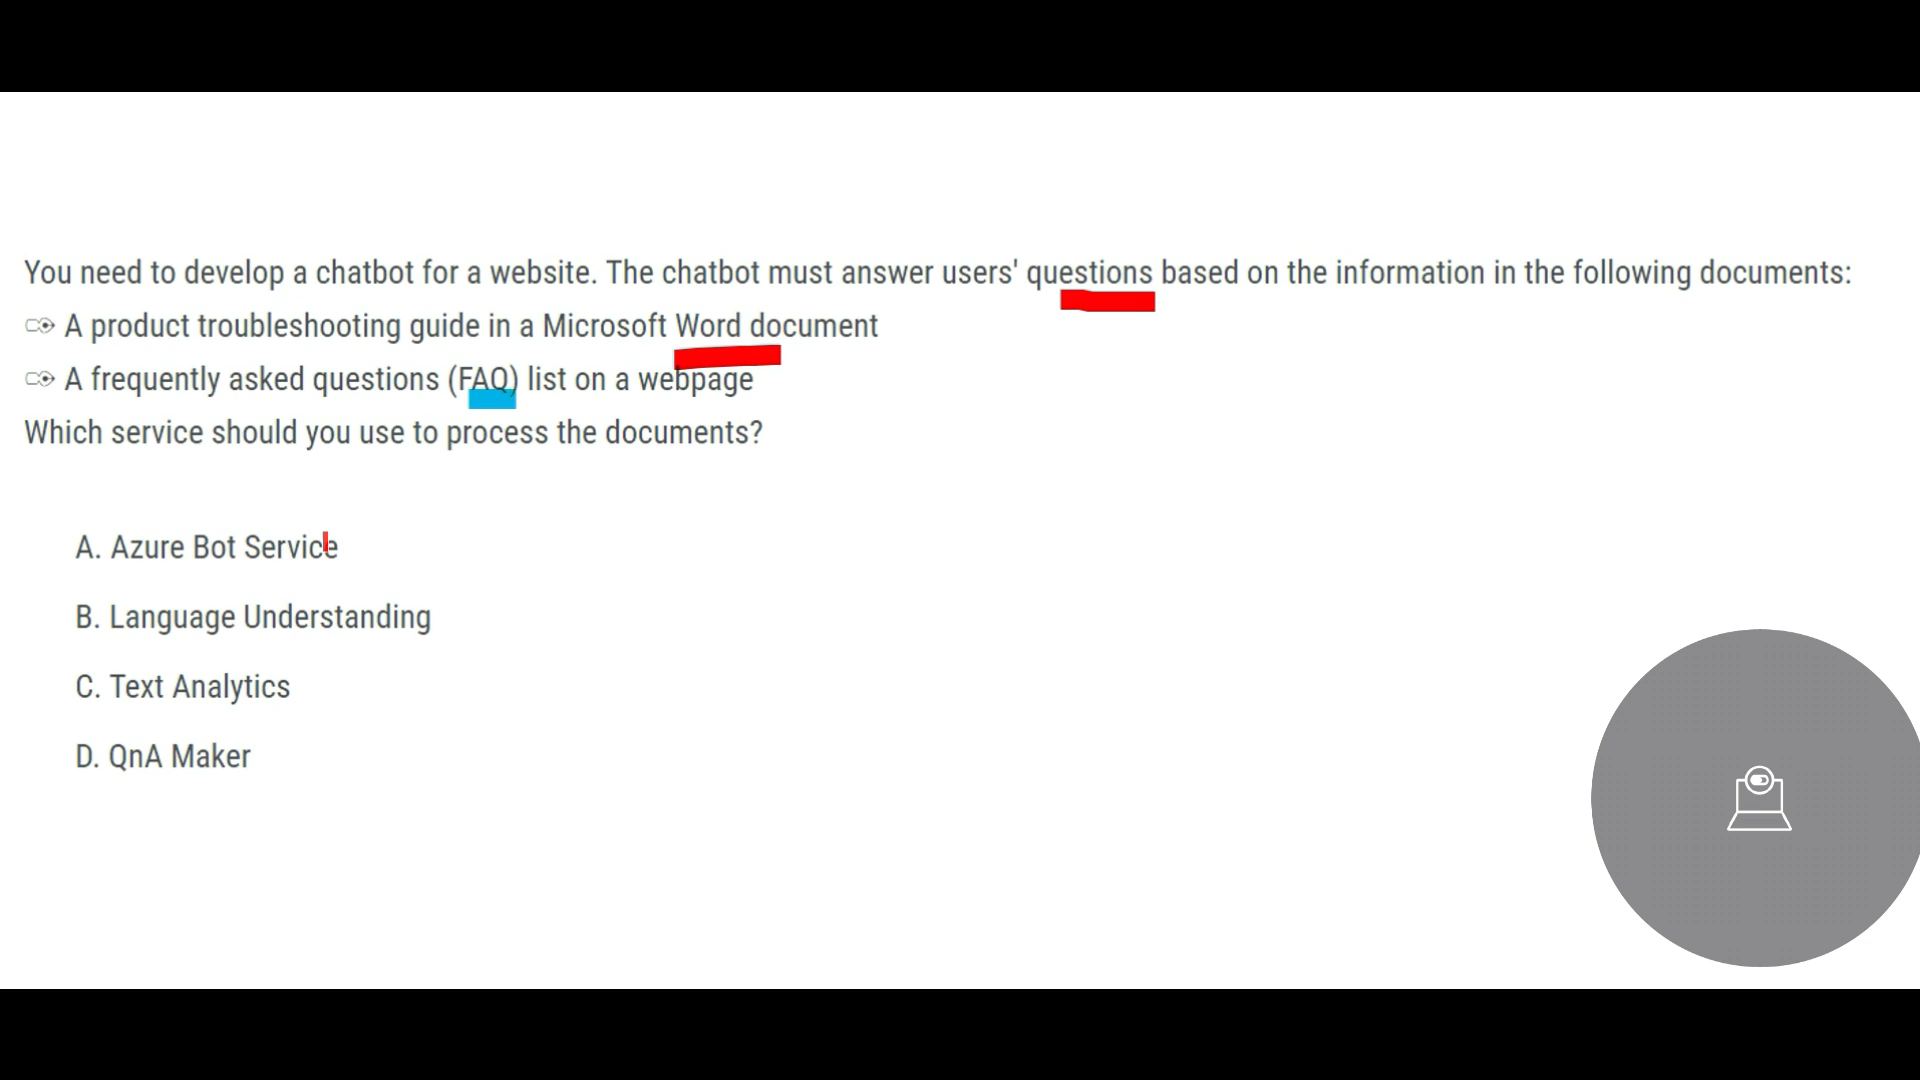 You need to develop a chatbot for a website. The chatbot must answer users' questions based on the information in the following documents:
A product troubleshooting guide in a Microsoft Word document
A frequently asked questions (FAQ) list on a webpage
Which service should you use to process the documents?
A. Azure Bot Service
B. Language Understanding
C. Text Analytics
D. QnA Maker